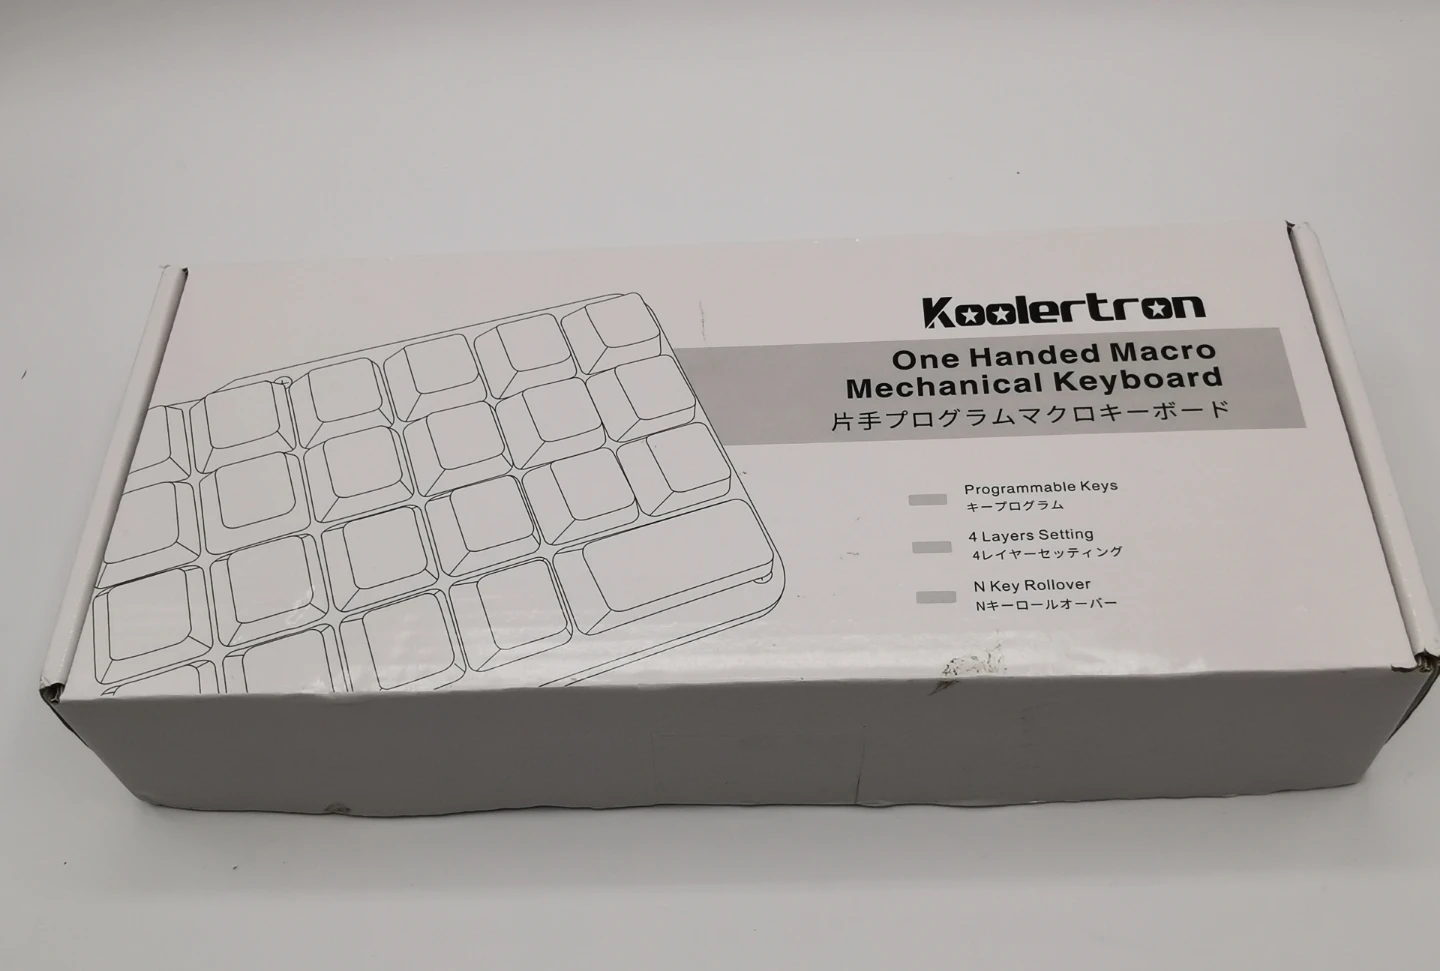 Koolertron
One Handed Macro
Mechanical Keyboard
片手プログラムマクロキーボード
Programmable Keys
キープログラム
4 Layers Setting
4レイヤーセッティング
N Key Rollover
Nキーロールオーバー